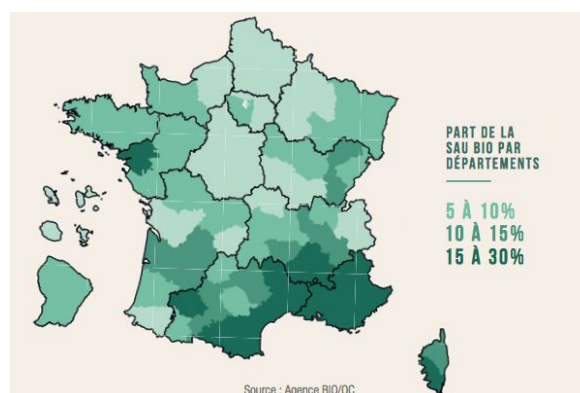 PART DE LA
SAU BIO PAR
DÉPARTEMENTS
5 À 10%
10 À 15%
15 À 30%
Source : Agence BIO/OC